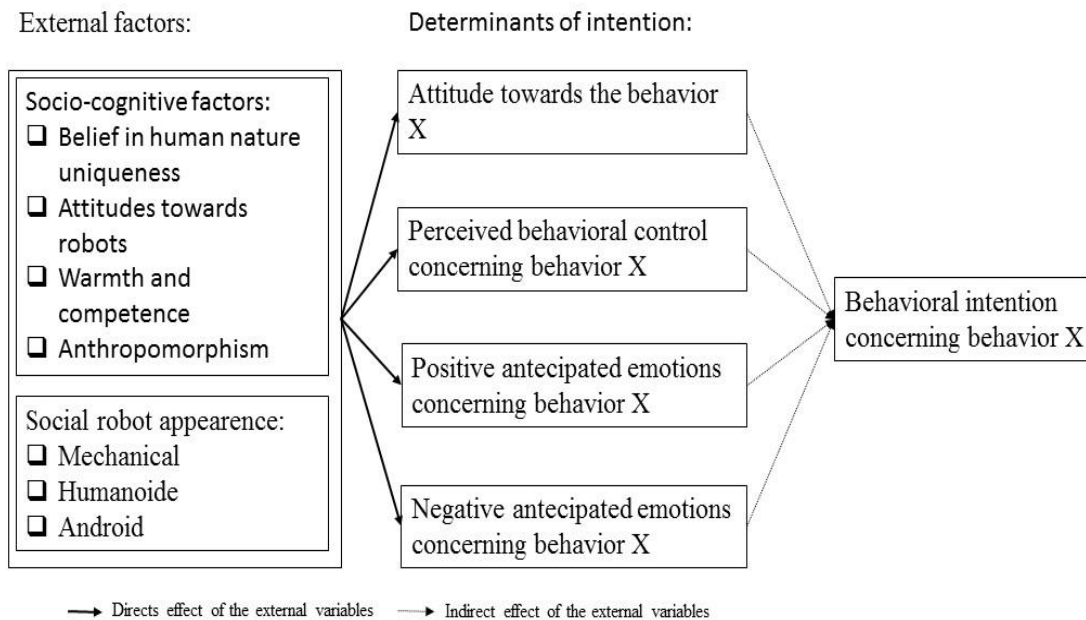 External factors:
Determinants of intention:
Socio-cognitive factors:
❑ Belief in human nature
uniqueness
❑ Attitudes towards
robots
❑ Warmth and
competence
❑ Anthropomorphism
Social robot appearence:
❑ Mechanical
❑ Humanoide
❑ Android
Attitude towards the behavior
X
Perceived behavioral control
concerning behavior X
Positive antecipated emotions
concerning behavior X
Negative antecipated emotions
concerning behavior X
Behavioral intention
concerning behavior X
Directs effect of the external variables
Indirect effect of the external variables